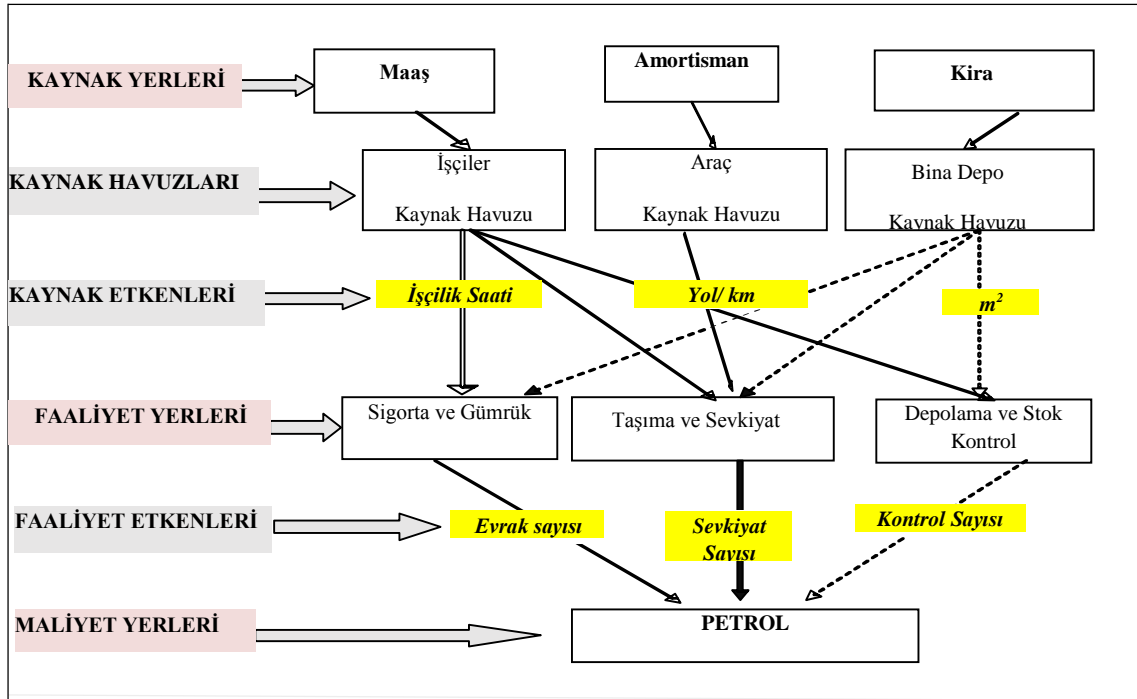 KAYNAK YERLERİ
Maaş
Amortisman
Kira
KAYNAK HAVUZLARI
İşçiler
Kaynak Havuzu
Araç
Kaynak Havuzu
Bina Depo
Kaynak Havuzu
KAYNAK ETKENLERİ
İşçilik Saati
Yol/ km
m²
FAALİYET YERLERİ
Sigorta ve Gümrük
Taşıma ve Sevkiyat
Depolama ve Stok
Kontrol
FAALİYET ETKENLERİ
Evrak sayısı
Sevkiyat
Sayısı
Kontrol Sayısı
MALİYET YERLERİ
PETROL